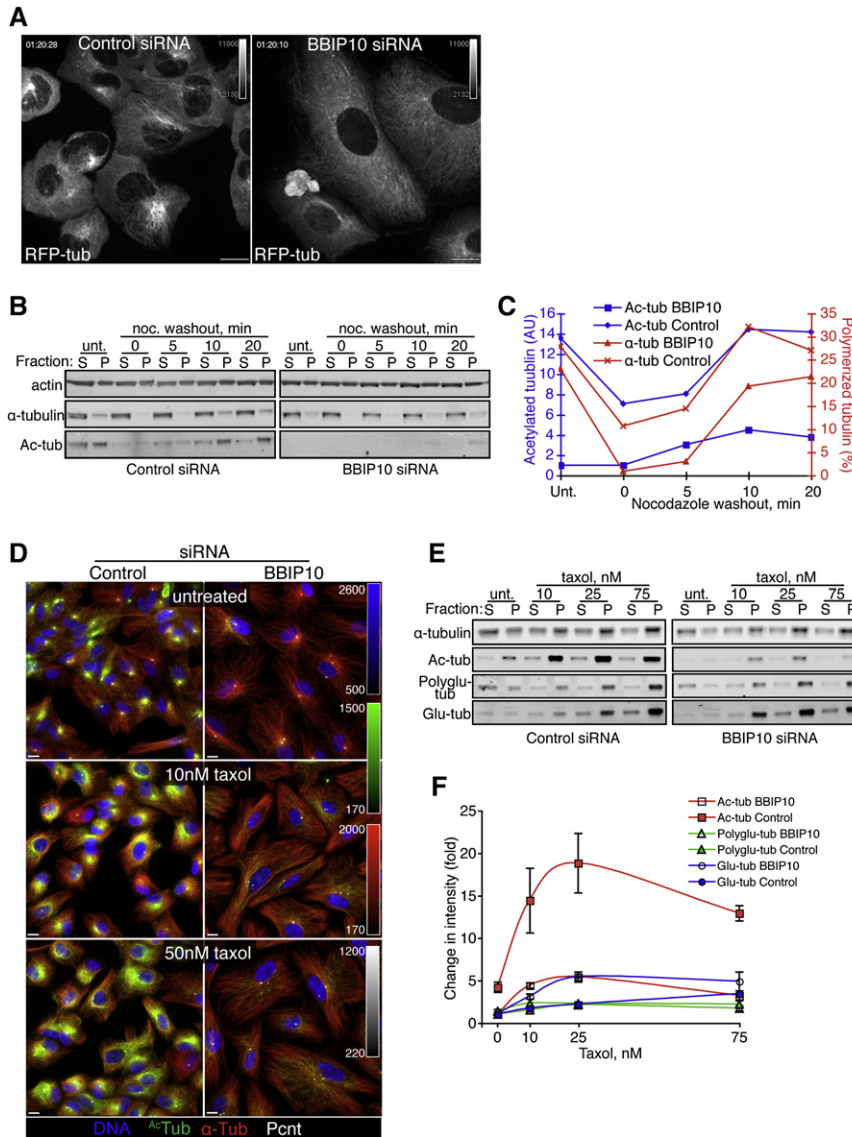 A
01:20:28 Control siRNA 11000
2130
RFP-tub
01:20:10 BBIP10 siRNA 11000
2132
RFP-tub
B
noc. washout, min noc. washout, min
unt. 0 5 10 20 unt. 0 5 10 20
Fraction: S P S P S P S P S P S P S P S P S P S P
actin
α-tubulin
Ac-tub
Control siRNA BBIP10 siRNA
C
Ac-tub BBIP10
Ac-tub Control
α-tub BBIP10
α-tub Control
Acetylated tuublin (AU)
16
14
12
10
8
6
4
2
0
Polymerized tubulin (%)
35
30
25
20
15
10
5
0
Unt. 0 5 10 20
Nocodazole washout, min
D
siRNA
Control BBIP10
untreated
10nM taxol
50nM taxol
2600
500
1500
170
2000
170
1200
220
DNA AcTub α-Tub Pcnt
E
taxol, nM taxol, nM
unt. 10 25 75 unt. 10 25 75
Fraction: S P S P S P S P S P S P S P S P
α-tubulin
Ac-tub
Polyglu-
tub
Glu-tub
Control siRNA BBIP10 siRNA
F
Ac-tub BBIP10
Ac-tub Control
Polyglu-tub BBIP10
Polyglu-tub Control
Glu-tub BBIP10
Glu-tub Control
Change in intensity (fold)
25
20
15
10
5
0
0 10 25 75
Taxol, nM